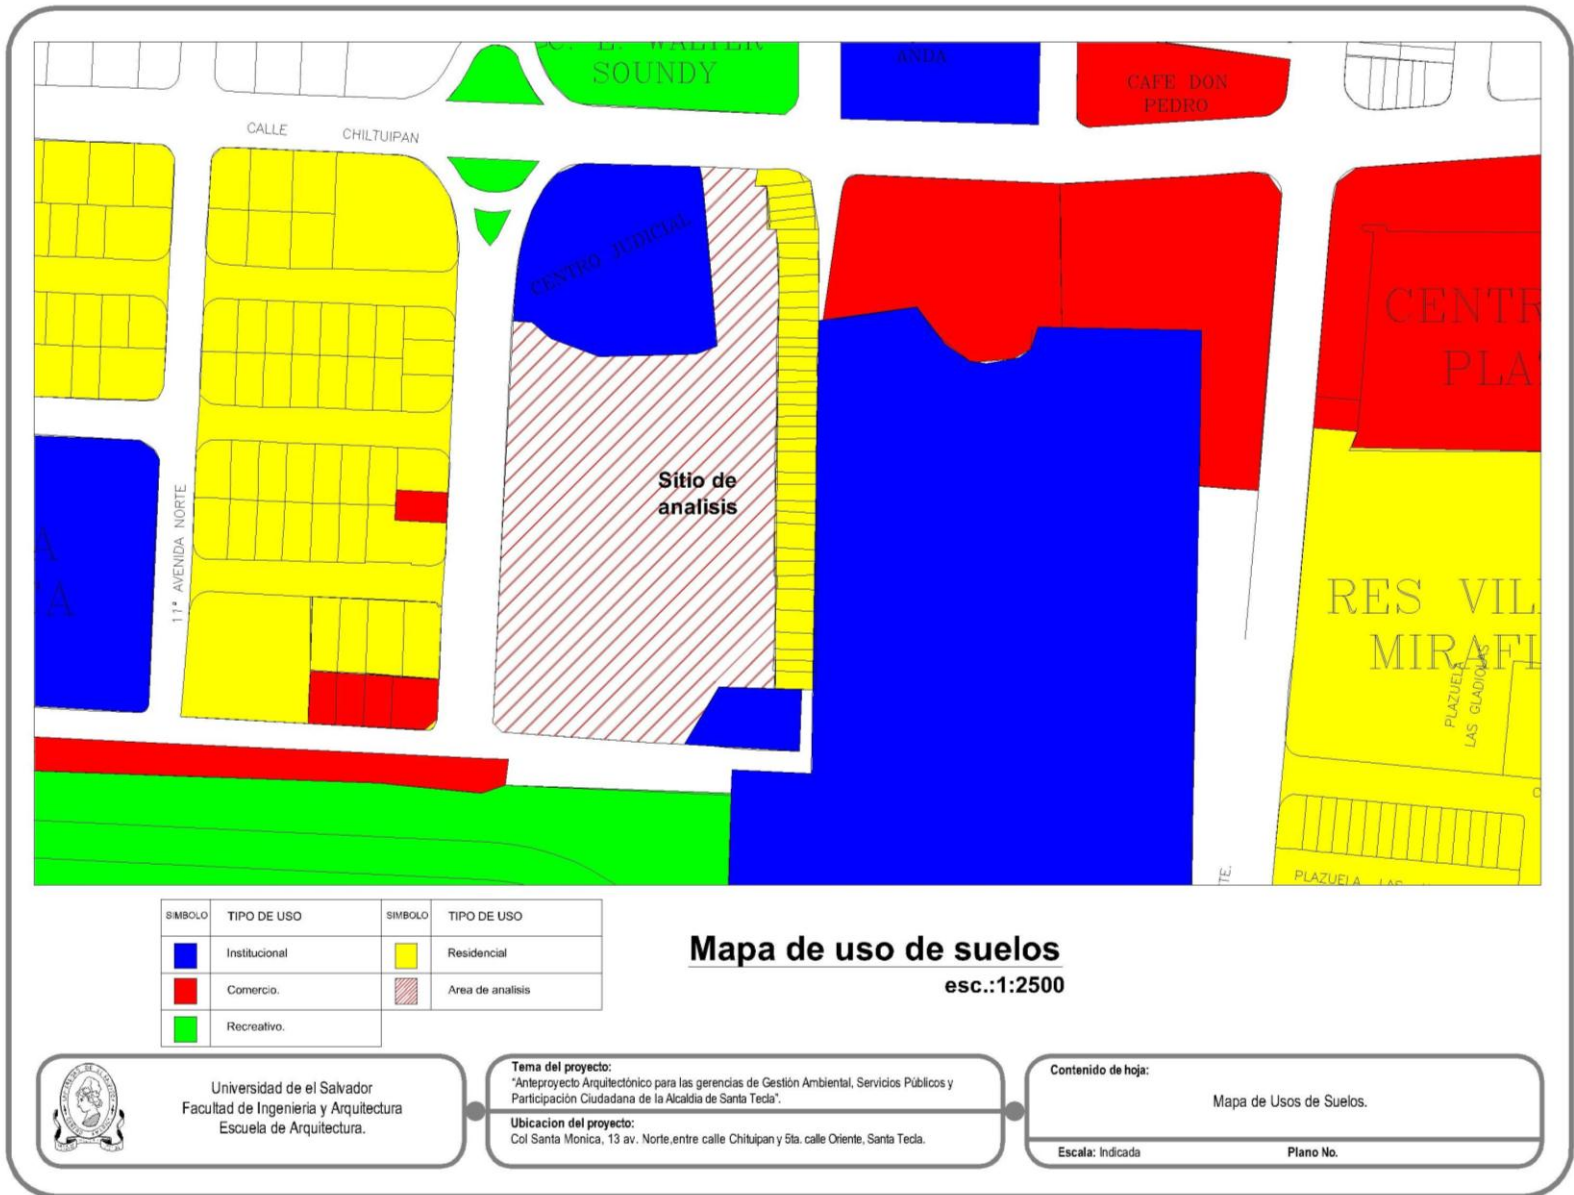 C. E. WALTER
SOUNDY
ANDA
CAFE DON
PEDRO
CALLE CHILTUIPAN
CENTRO JUDICIAL
CENTR
PLA
Sitio de
analisis
11ª AVENIDA NORTE
A
A
RES VIL
MIRAFL
PLAZUELA
LAS GLADIOLAS
PLAZUELA LAS
TE.
SIMBOLO TIPO DE USO SIMBOLO TIPO DE USO
Institucional Residencial
Comercio. Area de analisis
Recreativo.
Mapa de uso de suelos
esc.:1:2500
Universidad de el Salvador
Facultad de Ingenieria y Arquitectura
Escuela de Arquitectura.
Tema del proyecto:
"Anteproyecto Arquitectónico para las gerencias de Gestión Ambiental, Servicios Públicos y
Participación Ciudadana de la Alcaldia de Santa Tecla".
Ubicacion del proyecto:
Col Santa Monica, 13 av. Norte,entre calle Chituipan y 5ta. calle Oriente, Santa Tecla.
Contenido de hoja:
Mapa de Usos de Suelos.
Escala: Indicada Plano No.